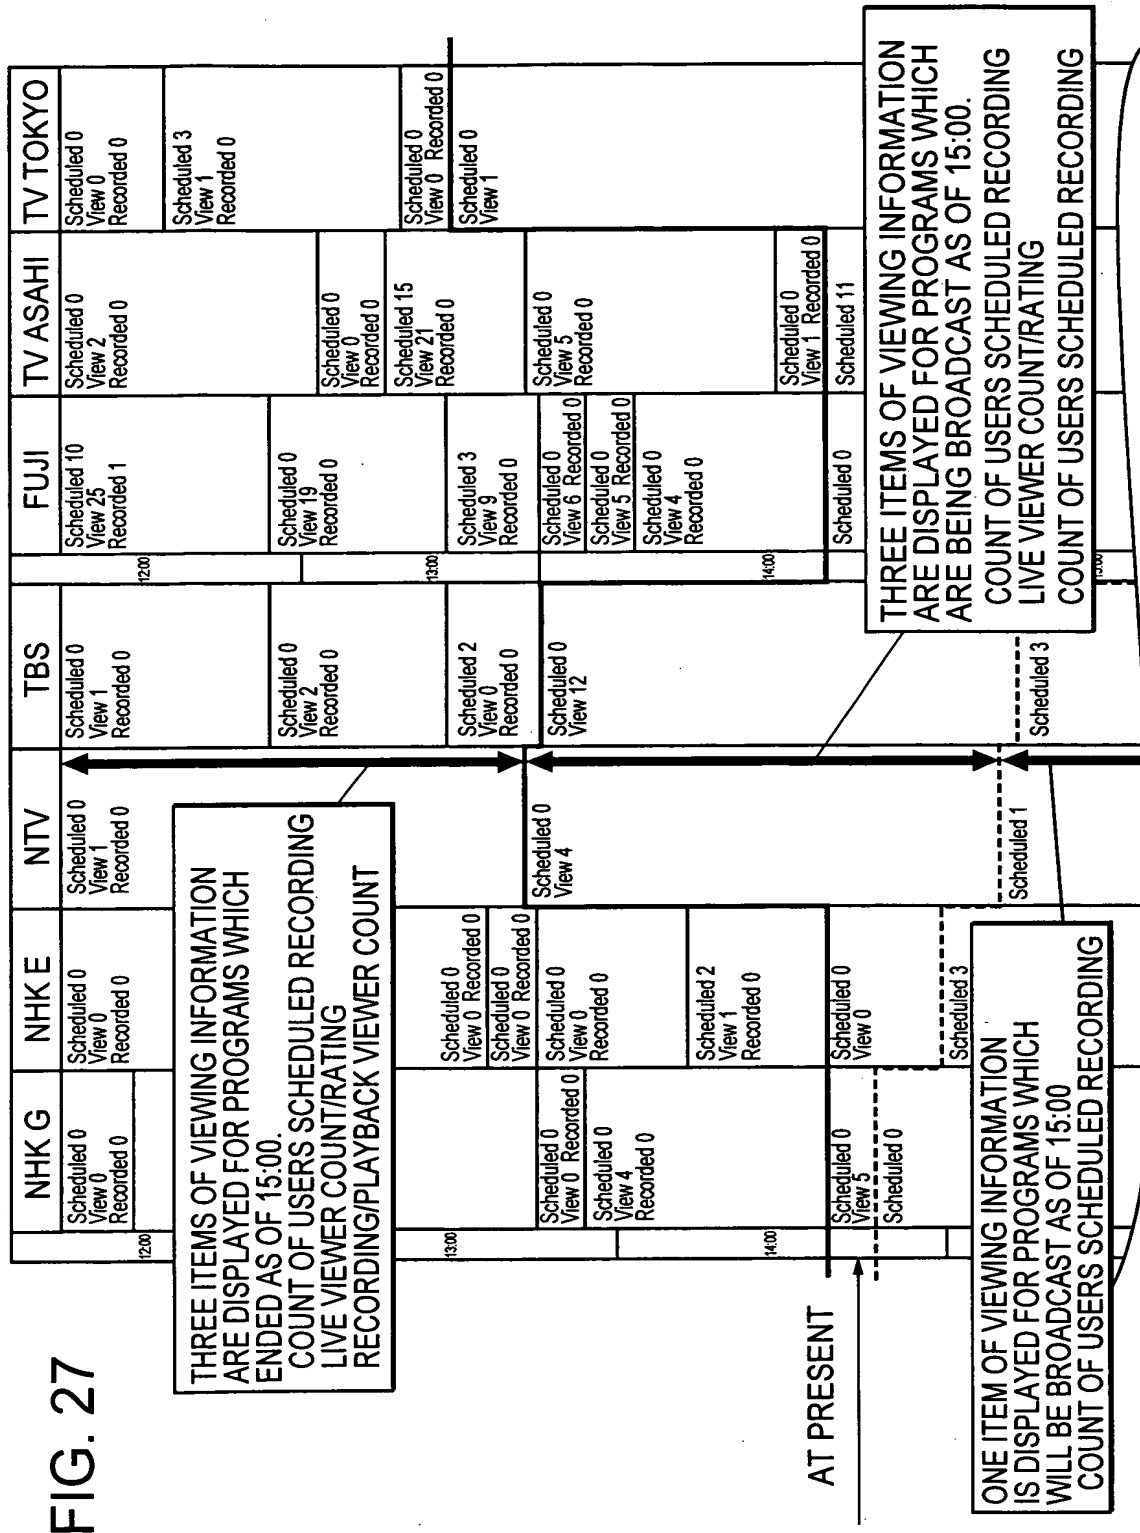 FIG. 27
NHK G
NHK E
NTV
TBS
FUJI
TV ASAHI
TV TOKYO
12:00
13:00
14:00
Scheduled 0
View 0
Recorded 0
Scheduled 0
View 0 Recorded 0
Scheduled 0
View 4
Recorded 0
Scheduled 0
View 5
Scheduled 0
Scheduled 0
View 0
Recorded 0
Scheduled 0
View 0 Recorded 0
Scheduled 0
View 0 Recorded 0
Scheduled 0
View 0
Recorded 0
Scheduled 2
View 1
Recorded 0
Scheduled 0
View 0
Scheduled 3
Scheduled 0
View 1
Recorded 0
Scheduled 0
View 4
Scheduled 1
Scheduled 0
View 1
Recorded 0
Scheduled 0
View 2
Recorded 0
Scheduled 2
View 0
Recorded 0
Scheduled 0
View 12
Scheduled 3
12:00
13:00
14:00
15:00
Scheduled 10
View 25
Recorded 1
Scheduled 0
View 19
Recorded 0
Scheduled 3
View 9
Recorded 0
Scheduled 0
View 6 Recorded 0
Scheduled 0
View 5 Recorded 0
Scheduled 0
View 4
Recorded 0
Scheduled 0
Scheduled 0
View 2
Recorded 0
Scheduled 0
View 0
Recorded 0
Scheduled 15
View 21
Recorded 0
Scheduled 0
View 5
Recorded 0
Scheduled 0
View 1 Recorded 0
Scheduled 11
Scheduled 0
View 0
Recorded 0
Scheduled 3
View 1
Recorded 0
Scheduled 0
View 0 Recorded 0
Scheduled 0
View 1
THREE ITEMS OF VIEWING INFORMATION
ARE DISPLAYED FOR PROGRAMS WHICH
ENDED AS OF 15:00.
COUNT OF USERS SCHEDULED RECORDING
LIVE VIEWER COUNT/RATING
RECORDING/PLAYBACK VIEWER COUNT
THREE ITEMS OF VIEWING INFORMATION
ARE DISPLAYED FOR PROGRAMS WHICH
ARE BEING BROADCAST AS OF 15:00.
COUNT OF USERS SCHEDULED RECORDING
LIVE VIEWER COUNT/RATING
COUNT OF USERS SCHEDULED RECORDING
AT PRESENT
ONE ITEM OF VIEWING INFORMATION
IS DISPLAYED FOR PROGRAMS WHICH
WILL BE BROADCAST AS OF 15:00
COUNT OF USERS SCHEDULED RECORDING